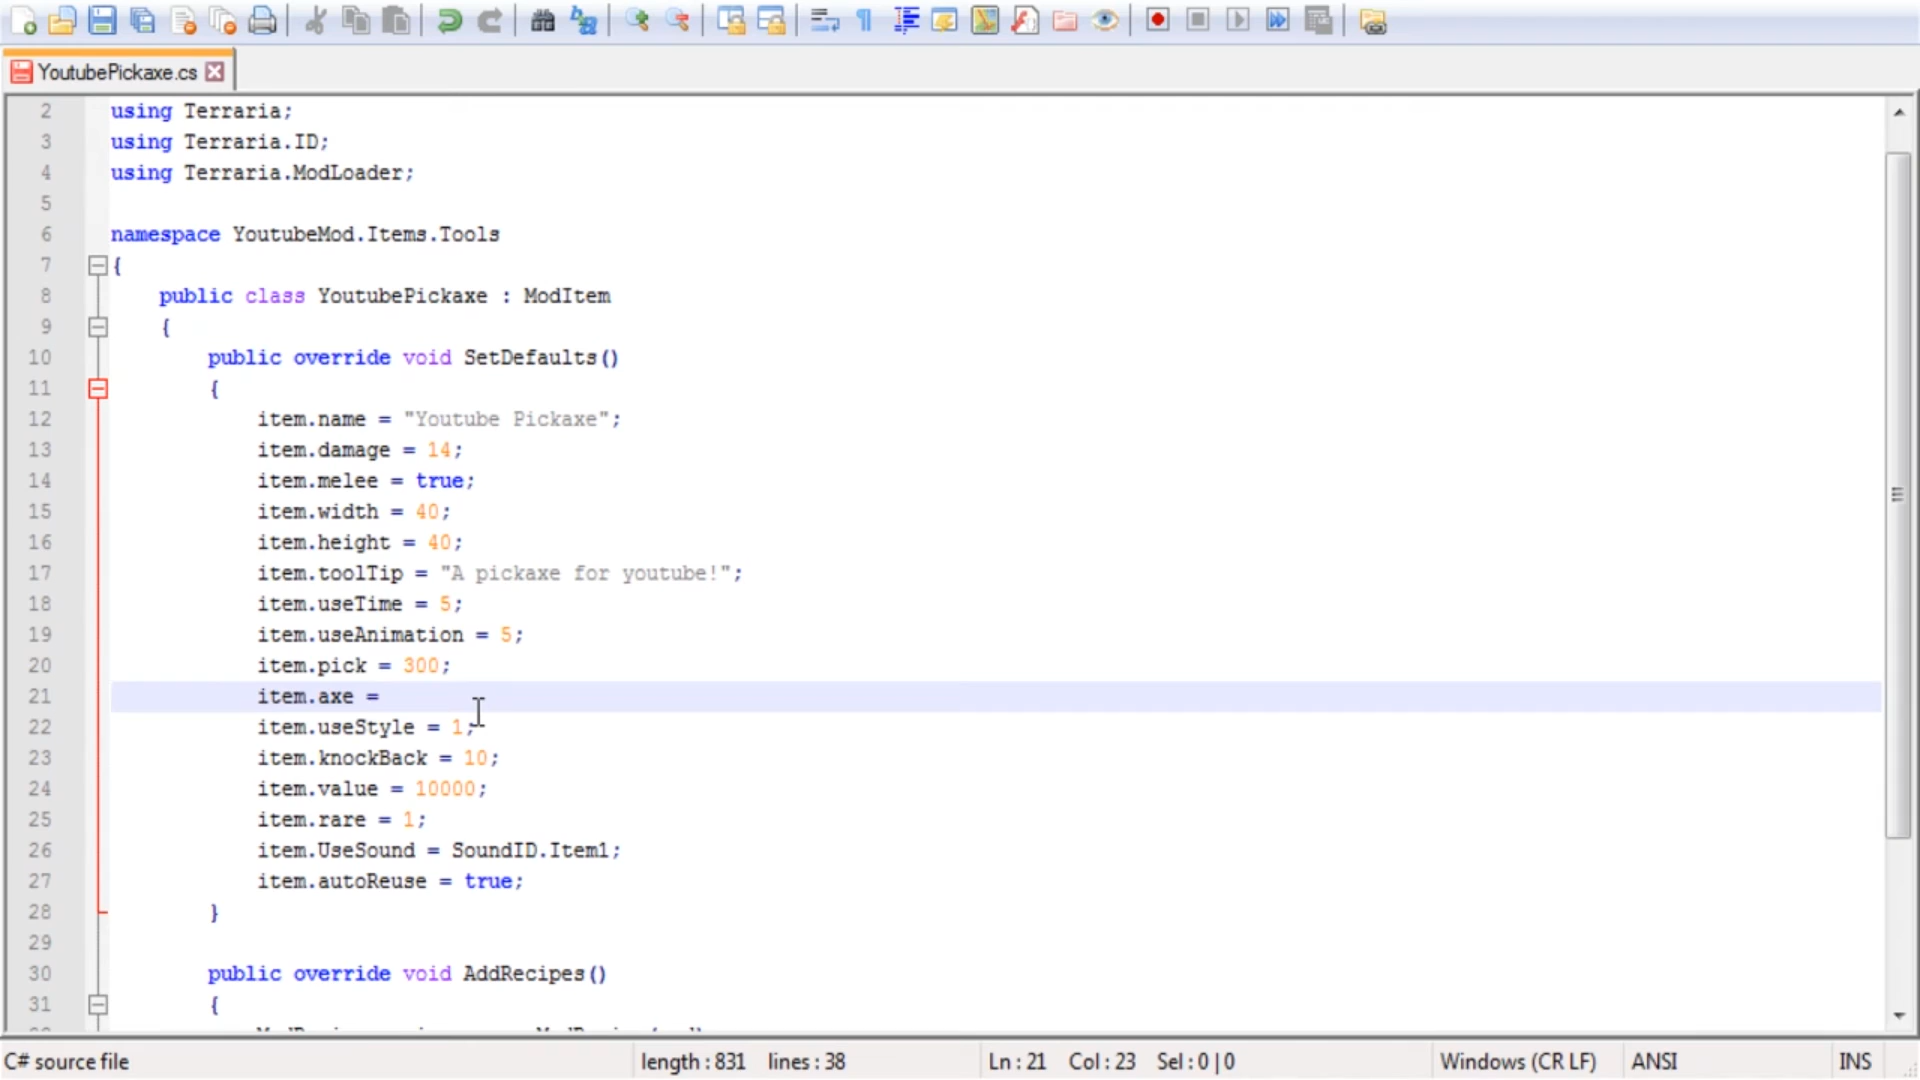 YoutubePickaxe.cs
2 using Terraria;
3 using Terraria.ID;
4 using Terraria.ModLoader;
5
6 namespace YoutubeMod.Items.Tools
7 {
8 public class YoutubePickaxe : ModItem
9 {
10 public override void SetDefaults()
11 {
12 item.name = "Youtube Pickaxe";
13 item.damage = 14;
14 item.melee = true;
15 item.width = 40;
16 item.height = 40;
17 item.toolTip = "A pickaxe for youtube!";
18 item.useTime = 5;
19 item.useAnimation = 5;
20 item.pick = 300;
21 item.axe =
22 item.useStyle = 1;
23 item.knockBack = 10;
24 item.value = 10000;
25 item.rare = 1;
26 item.UseSound = SoundID.Item1;
27 item.autoReuse = true;
28 }
29
30 public override void AddRecipes()
31 {
C# source file length : 831 lines : 38 Ln : 21 Col : 23 Sel : 0 | 0 Windows (CR LF) ANSI INS